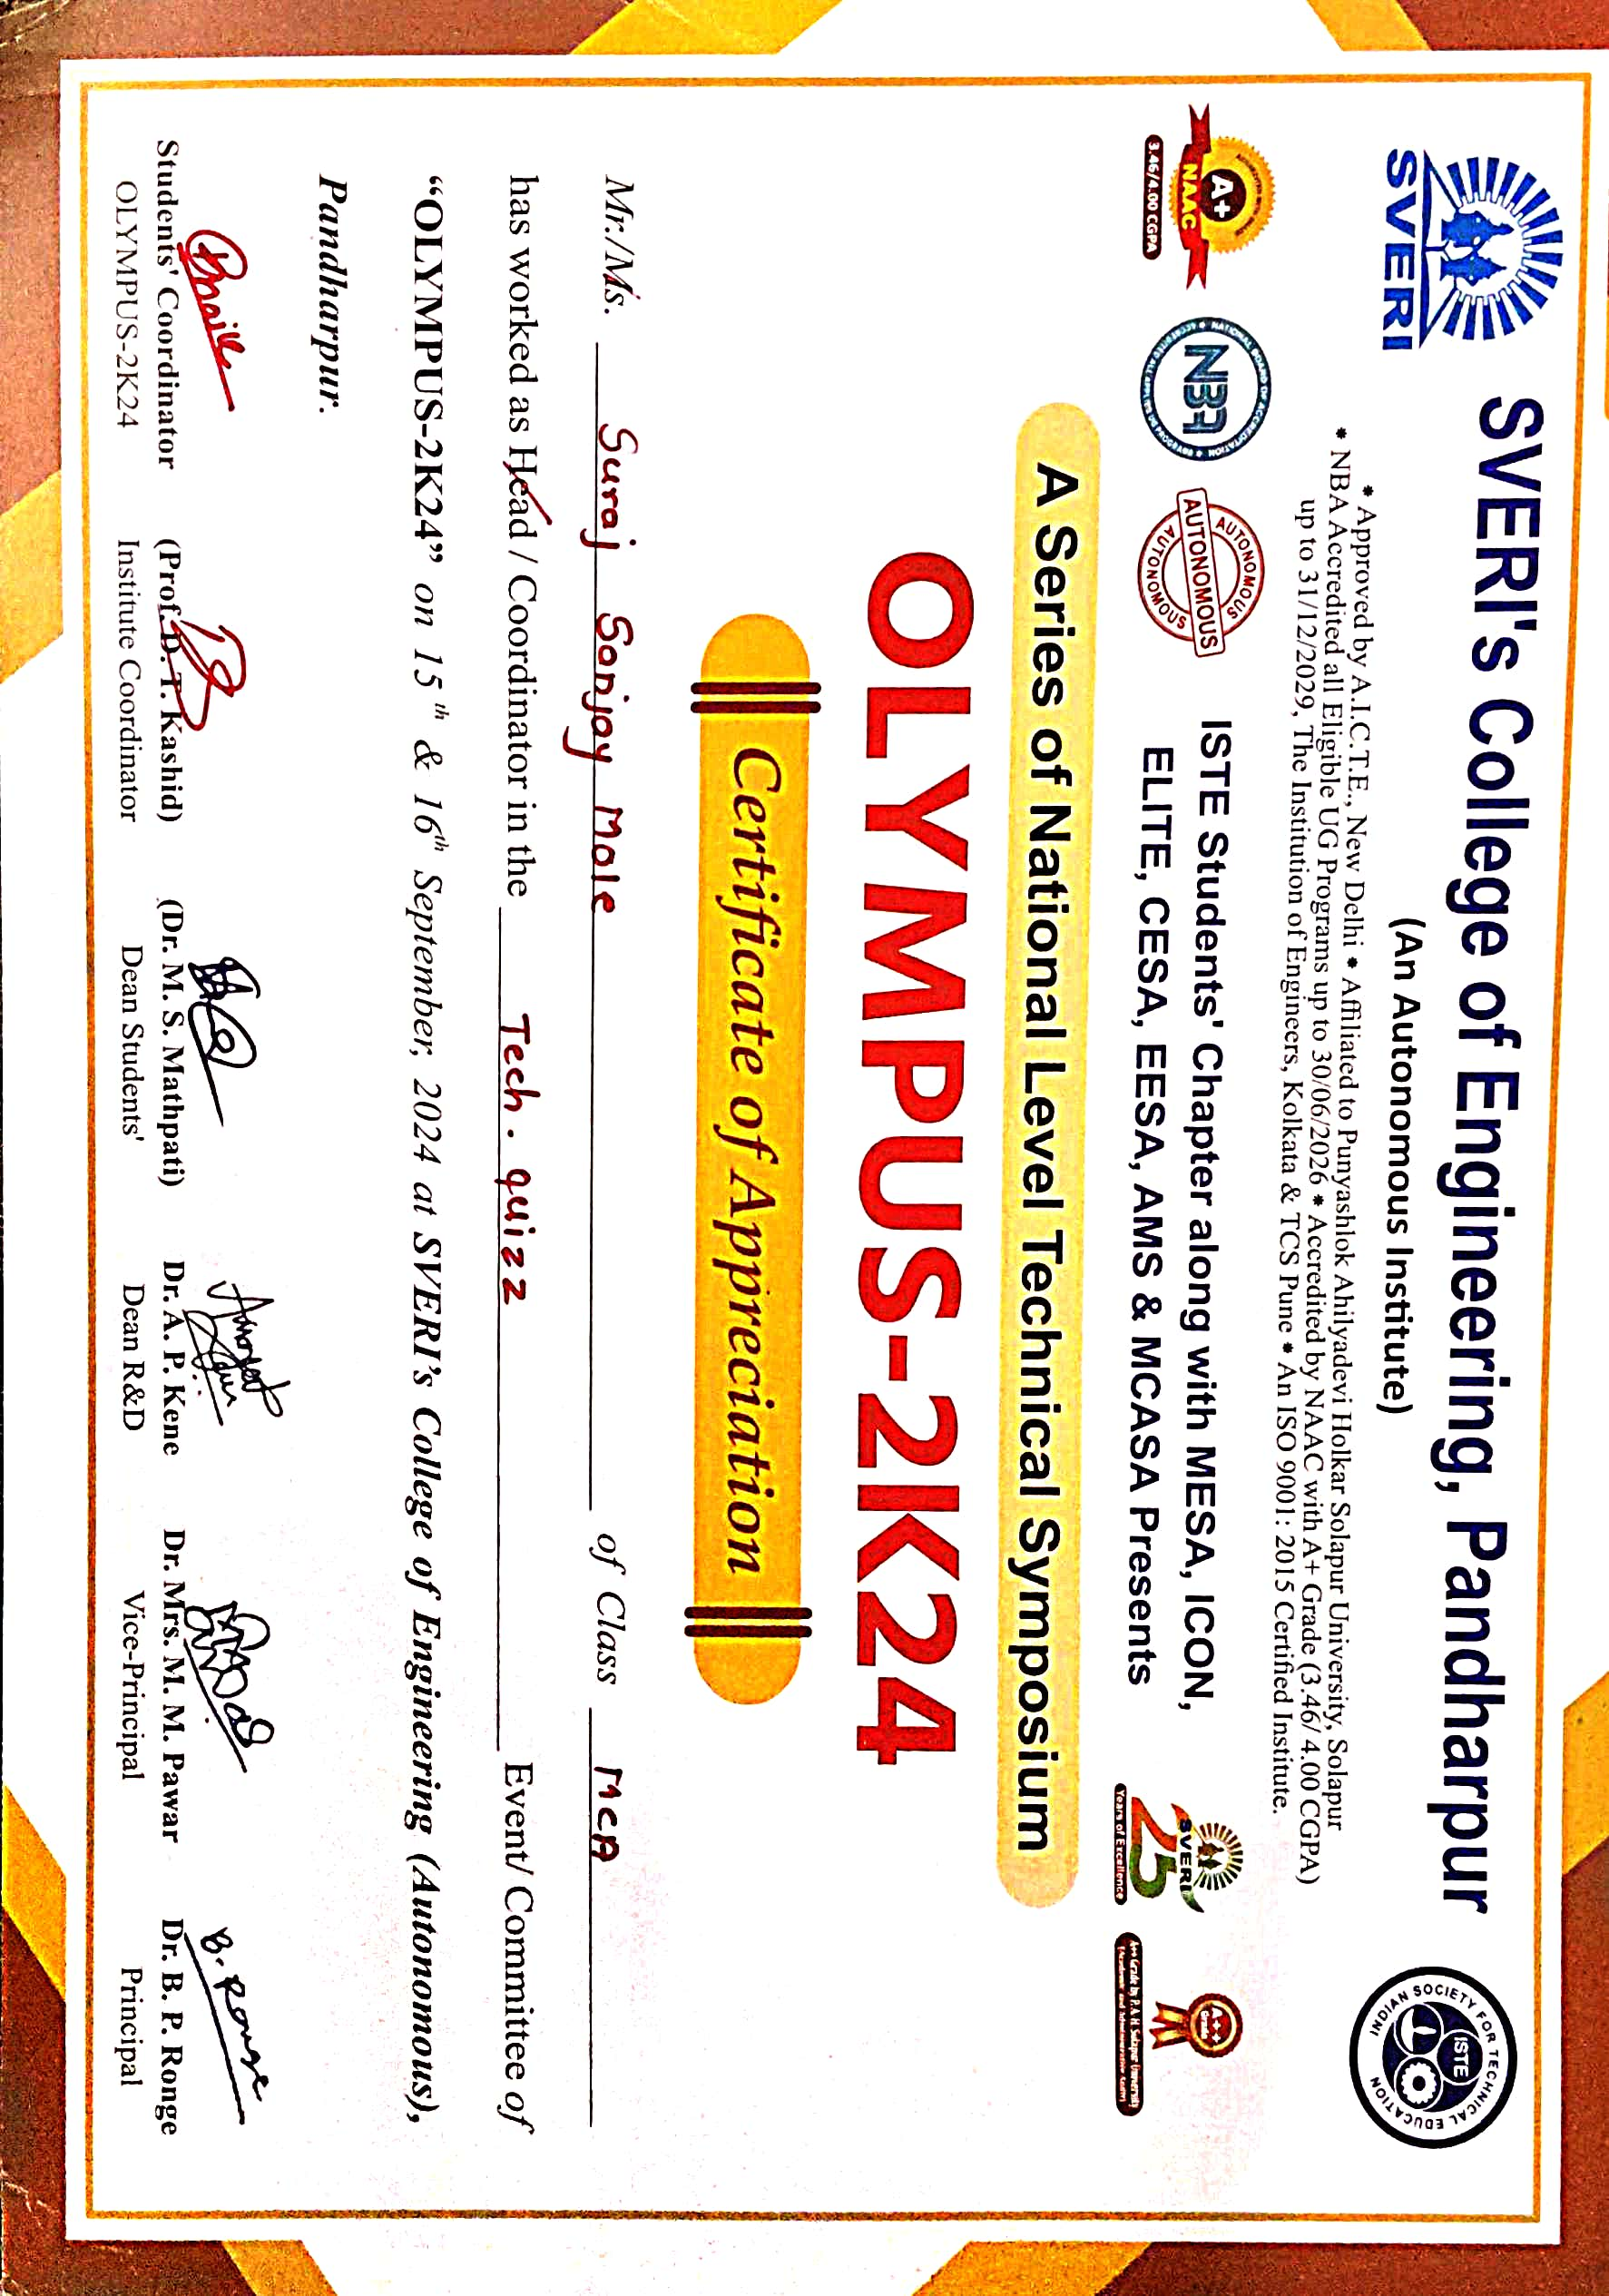 SVERI
SVERI's College of Engineering, Pandharpur
(An Autonomous Institute)
* Approved by A.I.C.T.E., New Delhi * Affiliated to Punyashlok Ahilyadevi Holkar Solapur University, Solapur
* NBA Accredited all Eligible UG Programs up to 30/06/2026 * Accredited by NAAC with A+ Grade (3.46/ 4.00 CGPA)
up to 31/12/2029, The Institution of Engineers, Kolkata & TCS Pune * An ISO 9001: 2015 Certified Institute.
INDIAN SOCIETY FOR TECHNICAL EDUCATION
ISTE
A+
NAAC
3.46/4.00 CGPA
NATIONAL BOARD OF ACCREDITATION
NBA
AUTONOMOUS
AUTONOMOUS
AUTONOMOUS
ISTE Students' Chapter along with MESA, ICON,
ELITE, CESA, EESA, AMS & MCASA Presents
SVERI
25
Years of Excellence
A Series of National Level Technical Symposium
OLYMPUS-2K24
Certificate of Appreciation
Mr./Ms. Suraj Sanjay Male of Class MCA
has worked as Head / Coordinator in the Tech. quizz Event/ Committee of
“OLYMPUS-2K24” on 15th & 16th September, 2024 at SVERI's College of Engineering (Autonomous),
Pandharpur.
Students' Coordinator (Prof. D. T. Kashid) (Dr. M. S. Mathpati) Dr. A. P. Kene Dr. Mrs. M. M. Pawar Dr. B. P. Ronge
OLYMPUS-2K24 Institute Coordinator Dean Students' Dean R&D Vice-Principal Principal
B. Ronge